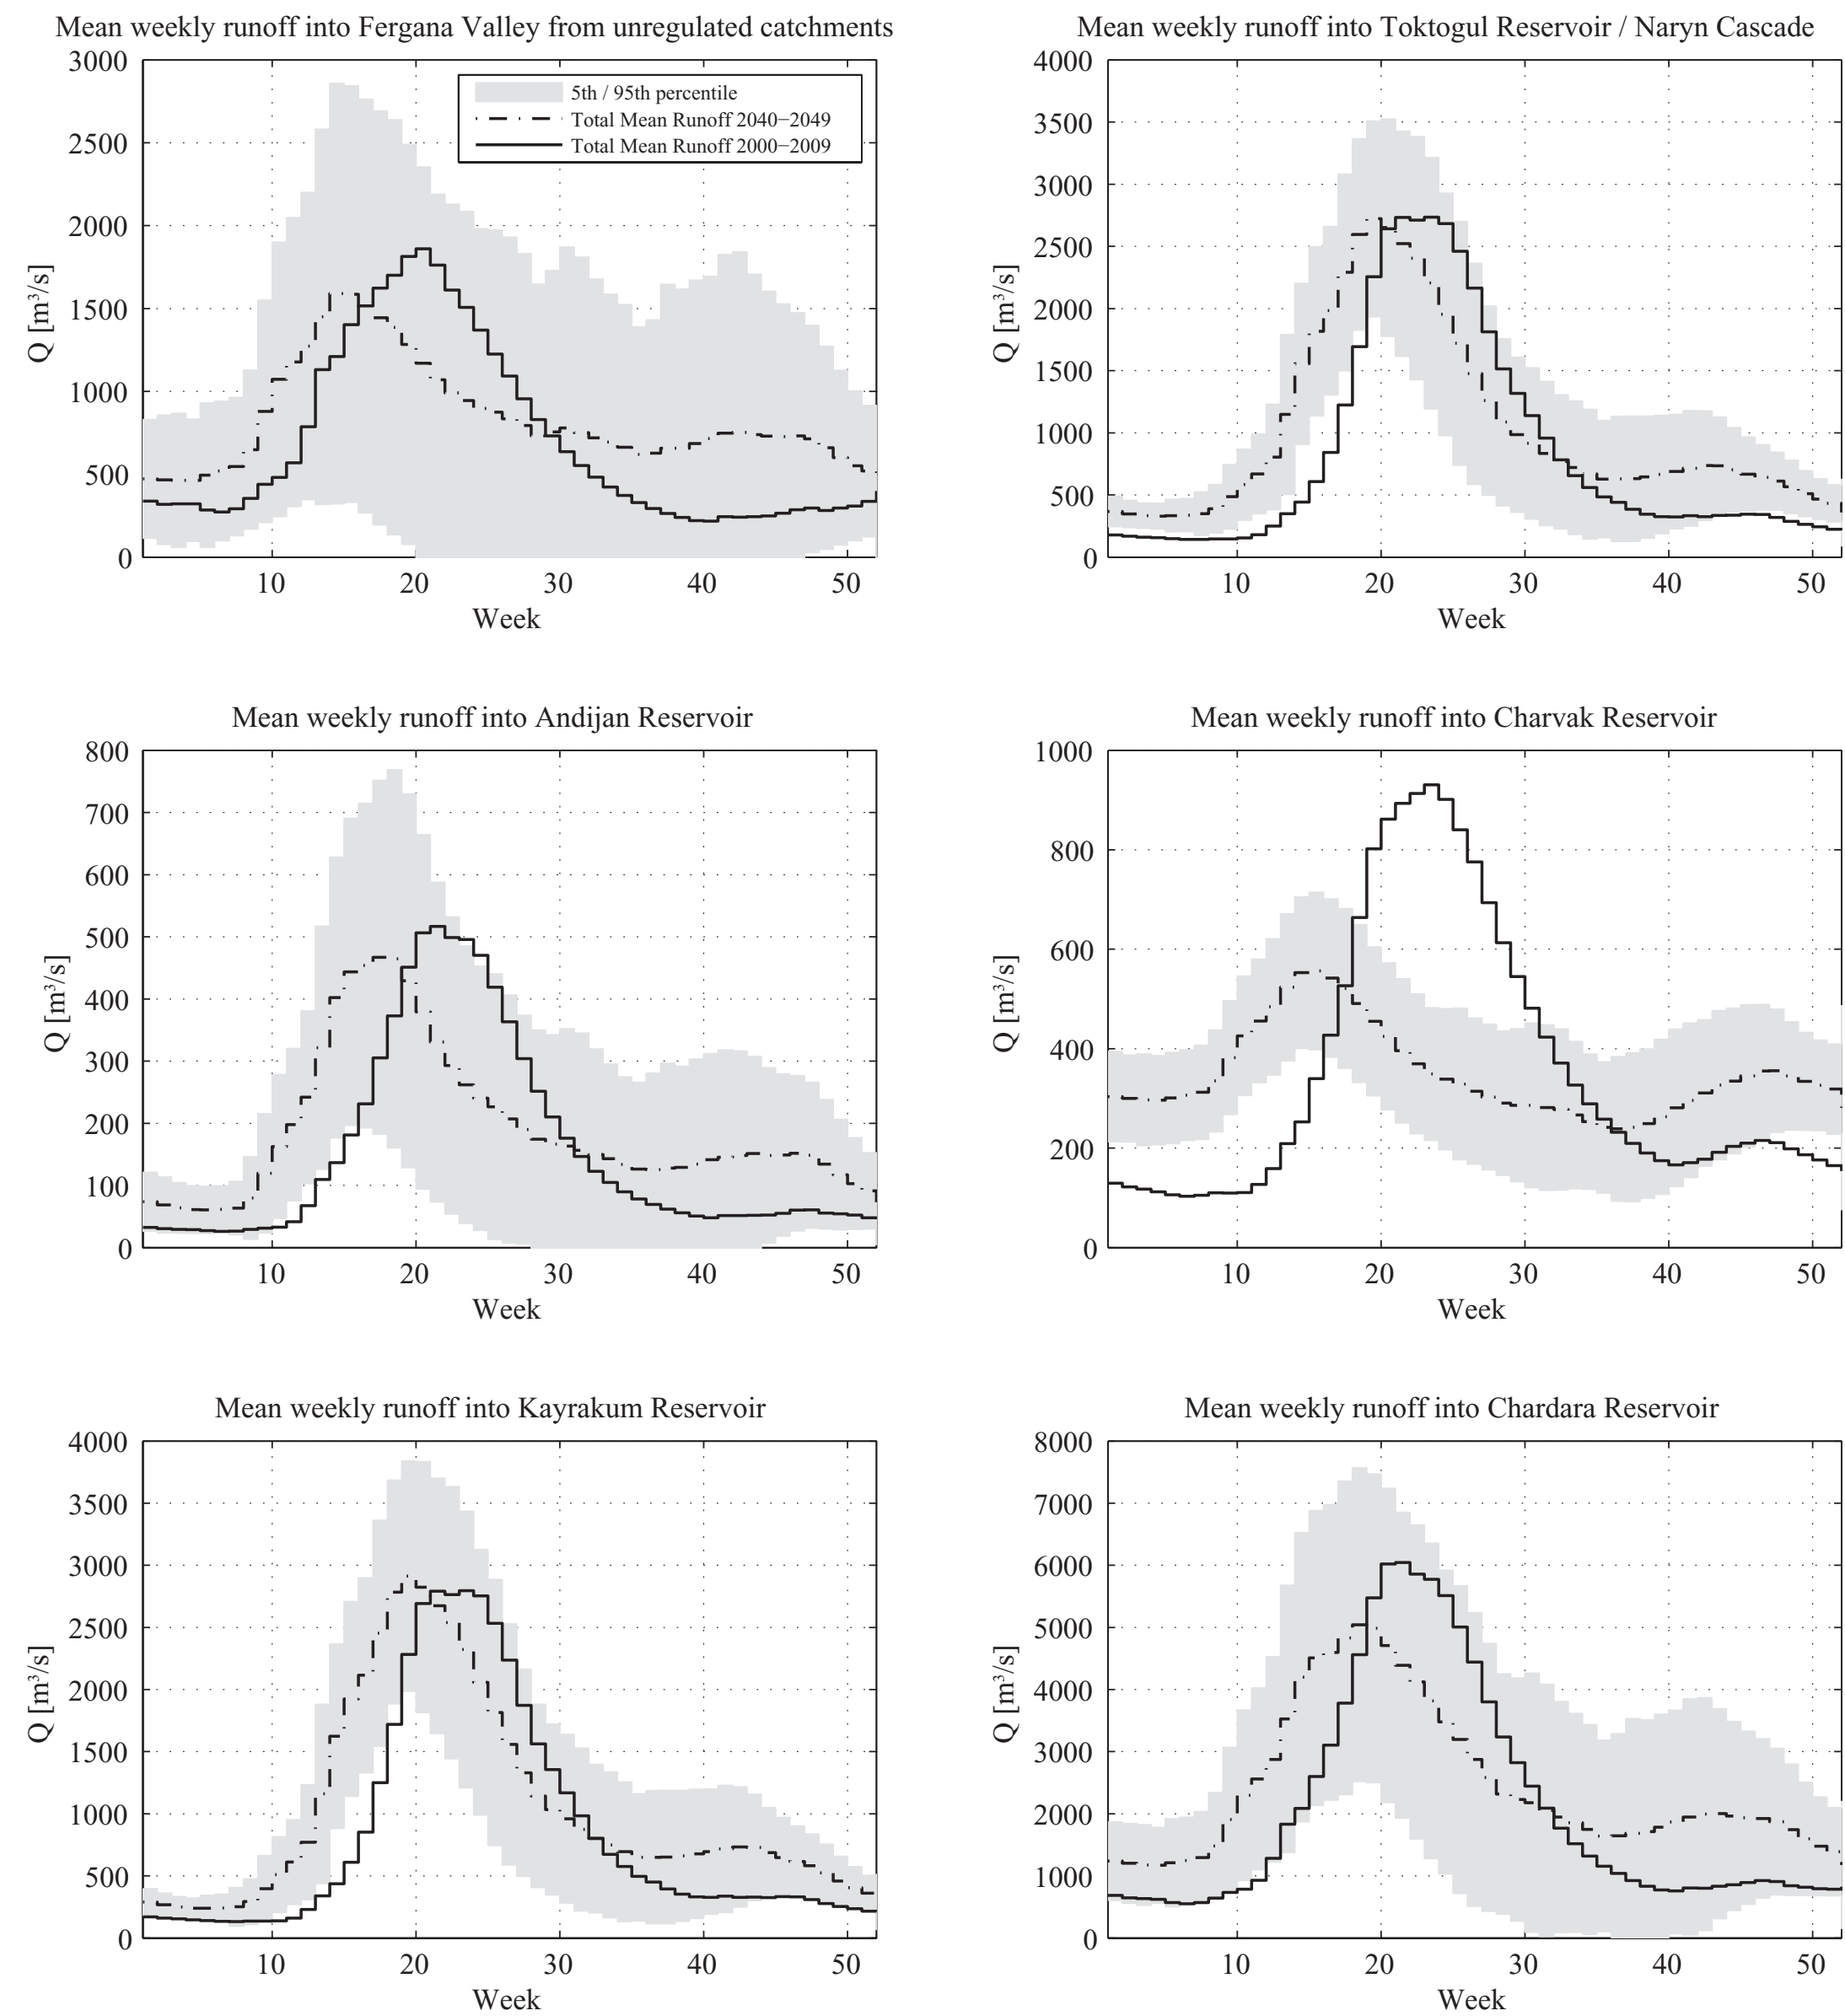 Mean weekly runoff into Fergana Valley from unregulated catchments
3000
2500
2000
1500
1000
500
0
Q [m³/s]
5th / 95th percentile
Total Mean Runoff 2040−2049
Total Mean Runoff 2000−2009
10 20 30 40 50
Week
Mean weekly runoff into Toktogul Reservoir / Naryn Cascade
4000
3500
3000
2500
2000
1500
1000
500
0
Q [m³/s]
10 20 30 40 50
Week
Mean weekly runoff into Andijan Reservoir
800
700
600
500
400
300
200
100
0
Q [m³/s]
10 20 30 40 50
Week
Mean weekly runoff into Charvak Reservoir
1000
800
600
400
200
0
Q [m³/s]
10 20 30 40 50
Week
Mean weekly runoff into Kayrakum Reservoir
4000
3500
3000
2500
2000
1500
1000
500
0
Q [m³/s]
10 20 30 40 50
Week
Mean weekly runoff into Chardara Reservoir
8000
7000
6000
5000
4000
3000
2000
1000
0
Q [m³/s]
10 20 30 40 50
Week